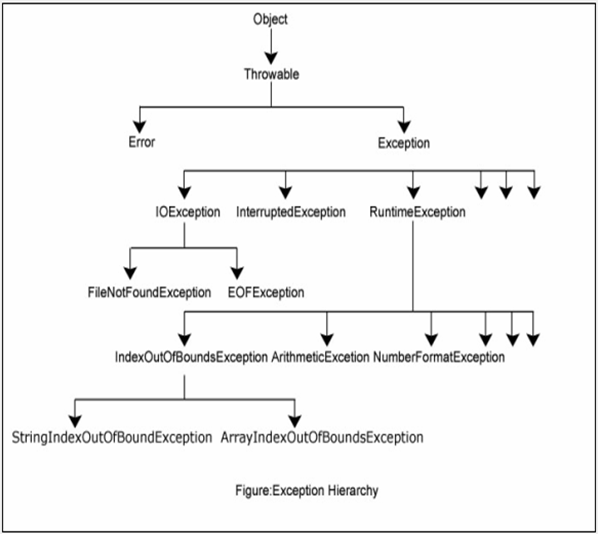 Object
Throwable
Error Exception
IOException InterruptedException RuntimeException
FileNotFoundException EOFException
IndexOutOfBoundsException ArithmeticExcetion NumberFormatException
StringIndexOutOfBoundException ArrayIndexOutOfBoundsException
Figure:Exception Hierarchy